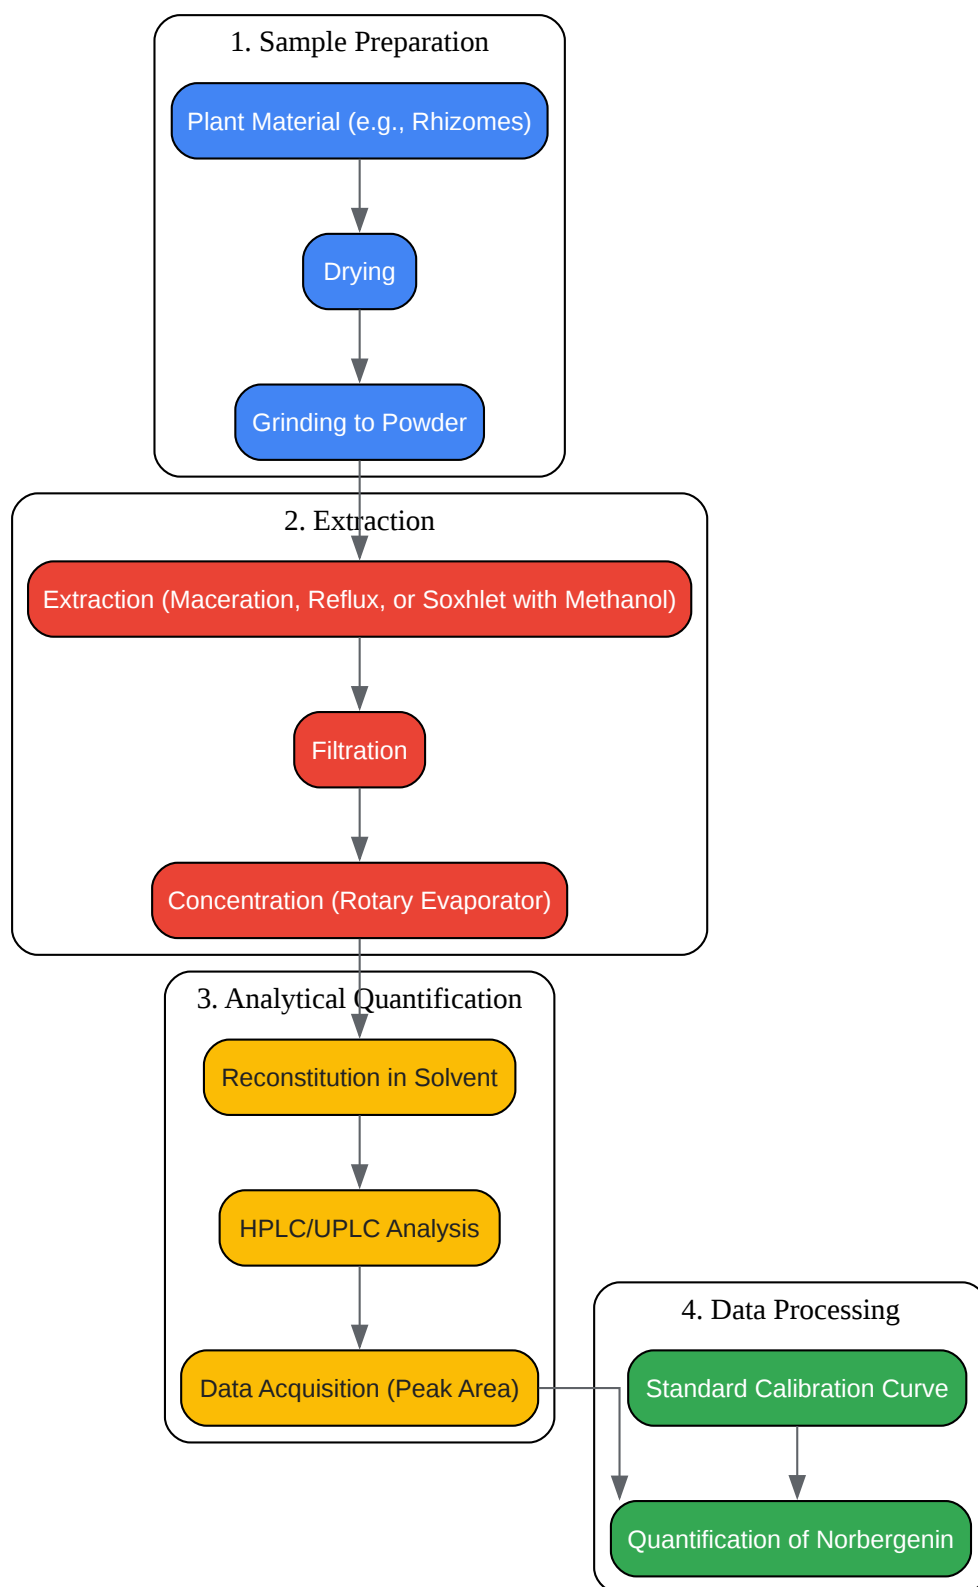 1. Sample Preparation
Plant Material (e.g., Rhizomes)
Drying
Grinding to Powder
2. Extraction
Extraction (Maceration, Reflux, or Soxhlet with Methanol)
Filtration
Concentration (Rotary Evaporator)
3. Analytical Quantification
Reconstitution in Solvent
HPLC/UPLC Analysis
Data Acquisition (Peak Area)
4. Data Processing
Standard Calibration Curve
Quantification of Norbergenin